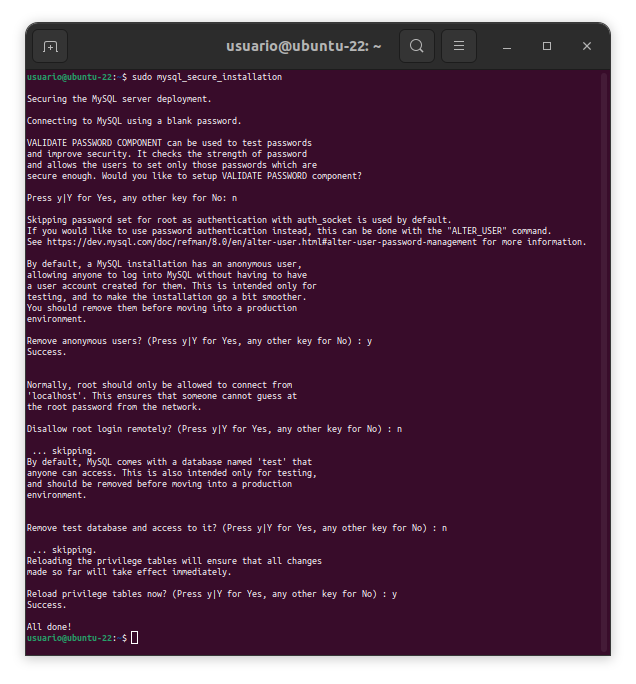 usuario@ubuntu-22: ~
usuario@ubuntu-22:~$ sudo mysql_secure_installation
Securing the MySQL server deployment.
Connecting to MySQL using a blank password.
VALIDATE PASSWORD COMPONENT can be used to test passwords
and improve security. It checks the strength of password
and allows the users to set only those passwords which are
secure enough. Would you like to setup VALIDATE PASSWORD component?
Press y|Y for Yes, any other key for No: n
Skipping password set for root as authentication with auth_socket is used by default.
If you would like to use password authentication instead, this can be done with the "ALTER_USER" command.
See https://dev.mysql.com/doc/refman/8.0/en/alter-user.html#alter-user-password-management for more information.
By default, a MySQL installation has an anonymous user,
allowing anyone to log into MySQL without having to have
a user account created for them. This is intended only for
testing, and to make the installation go a bit smoother.
You should remove them before moving into a production
environment.
Remove anonymous users? (Press y|Y for Yes, any other key for No) : y
Success.
Normally, root should only be allowed to connect from
'localhost'. This ensures that someone cannot guess at
the root password from the network.
Disallow root login remotely? (Press y|Y for Yes, any other key for No) : n
... skipping.
By default, MySQL comes with a database named 'test' that
anyone can access. This is also intended only for testing,
and should be removed before moving into a production
environment.
Remove test database and access to it? (Press y|Y for Yes, any other key for No) : n
... skipping.
Reloading the privilege tables will ensure that all changes
made so far will take effect immediately.
Reload privilege tables now? (Press y|Y for Yes, any other key for No) : y
Success.
All done!
usuario@ubuntu-22:~$